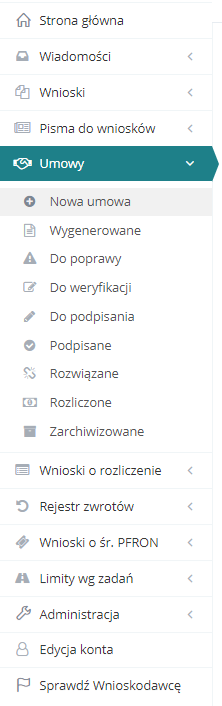 Strona główna
Wiadomości
Wnioski
Pisma do wniosków
Umowy
Nowa umowa
Wygenerowane
Do poprawy
Do weryfikacji
Do podpisania
Podpisane
Rozwiązane
Rozliczone
Zarchiwizowane
Wnioski o rozliczenie
Rejestr zwrotów
Wnioski o śr. PFRON
Limity wg zadań
Administracja
Edycja konta
Sprawdź Wnioskodawcę